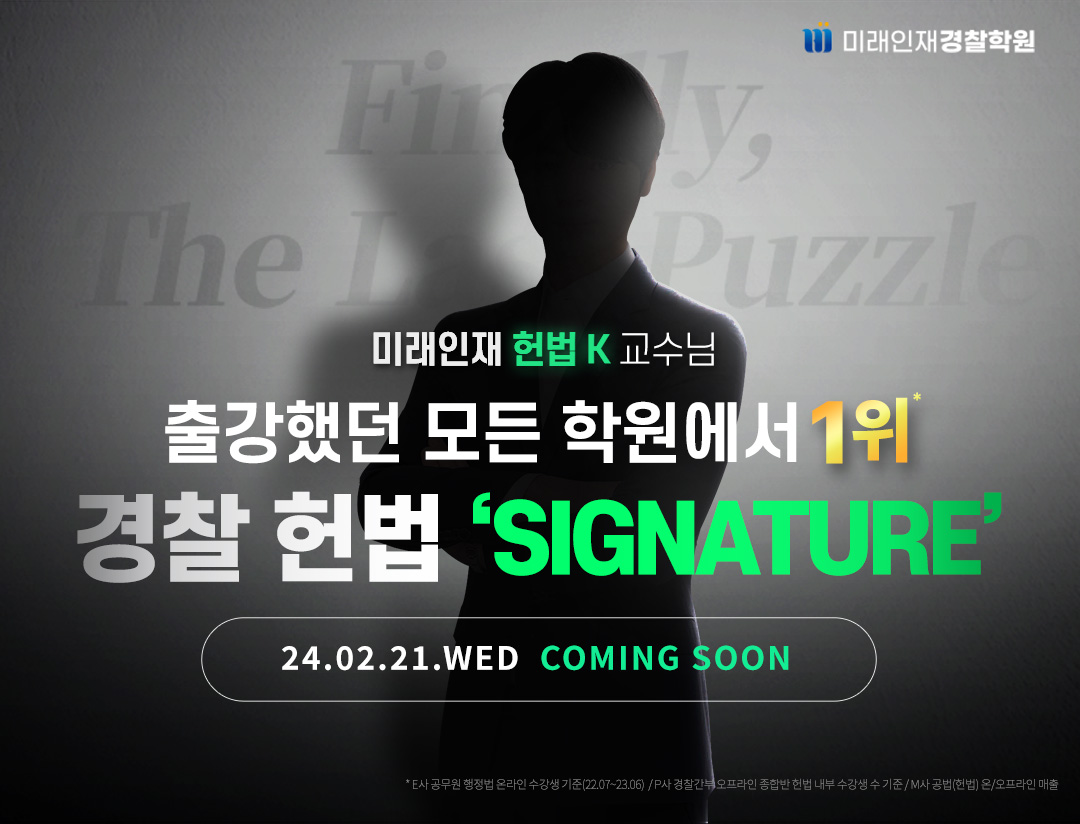 미래인재경찰학원
Finally,
The Last Puzzle
미래인재 헌법 K 교수님
출강했던 모든 학원에서 1위*
경찰 헌법 ‘SIGNATURE’
24.02.21.WED COMING SOON
* E사 공무원 행정법 온라인 수강생 기준(22.07~23.06) / P사 경찰간부 오프라인 종합반 헌법 내부 수강생 수 기준 / M사 공법(헌법) 온/오프라인 매출